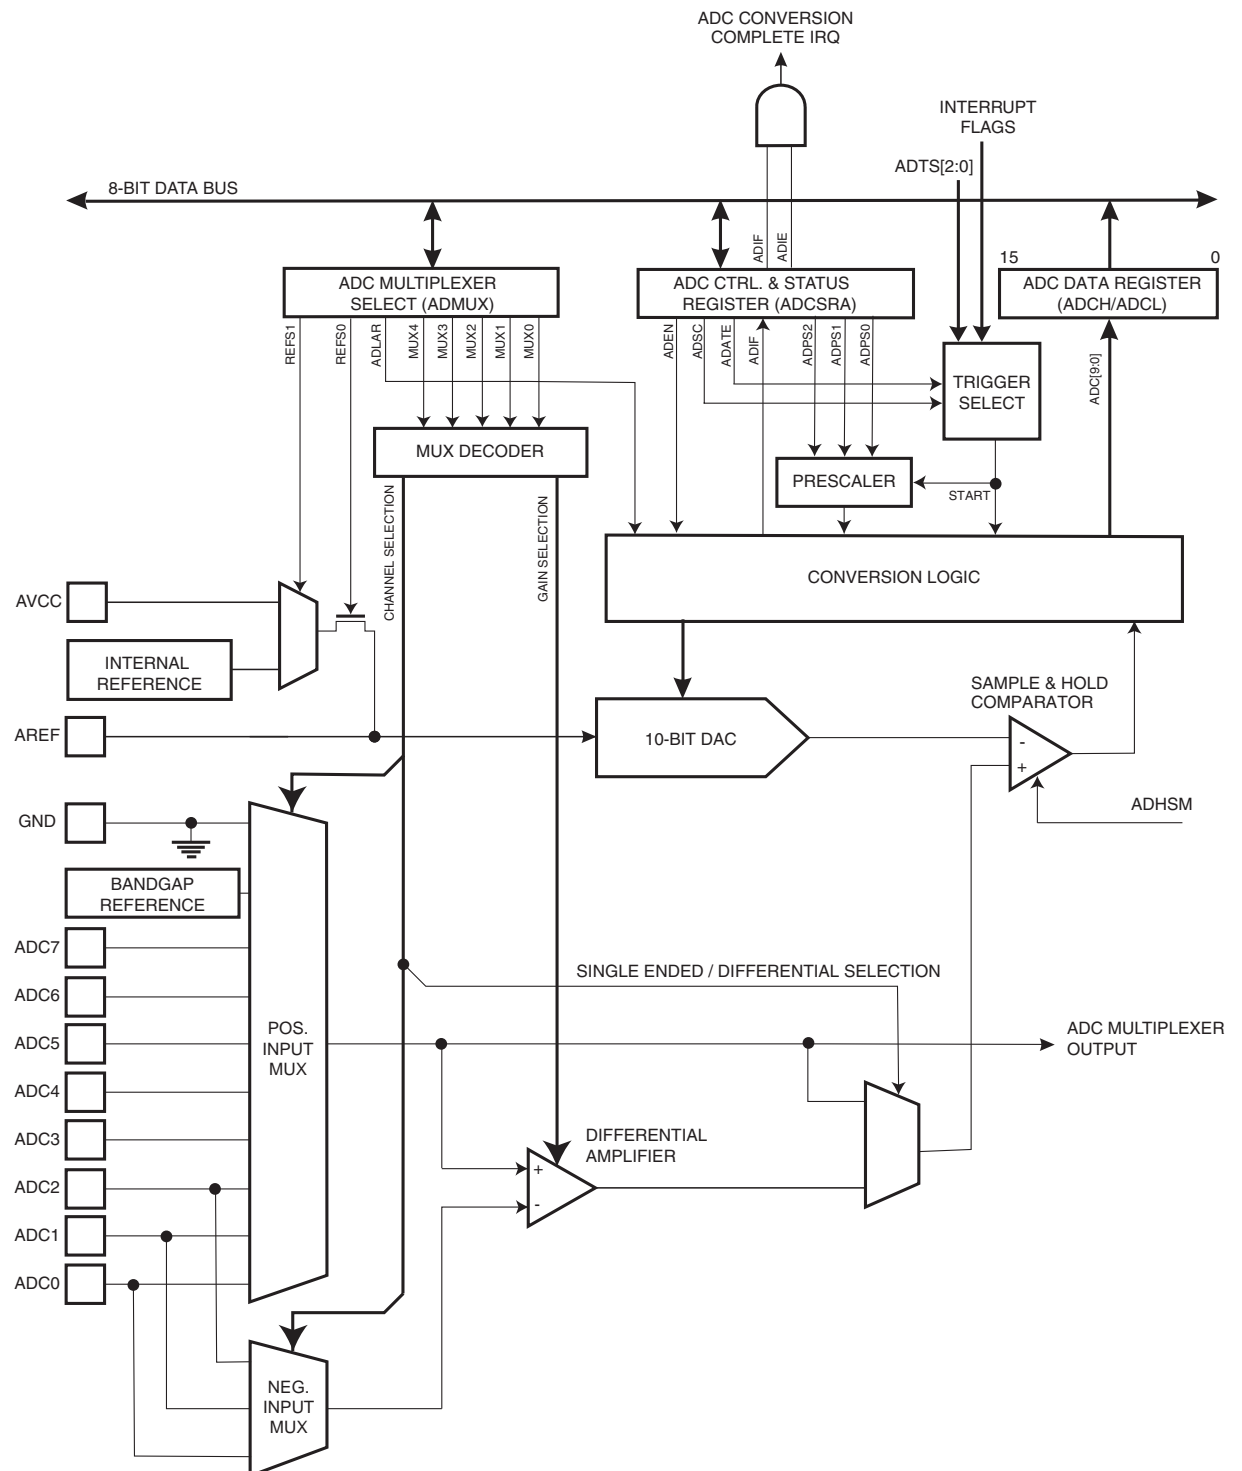 ADC CONVERSION
COMPLETE IRQ
INTERRUPT
FLAGS
ADTS[2:0]
8-BIT DATA BUS
ADIF
ADIE
15
0
ADC MULTIPLEXER
SELECT (ADMUX)
ADC CTRL. & STATUS
REGISTER (ADCSRA)
ADC DATA REGISTER
(ADCH/ADCL)
REFS1
REFS0
ADLAR
MUX4
MUX3
MUX2
MUX1
MUX0
ADEN
ADSC
ADATE
ADIF
ADPS2
ADPS1
ADPS0
ADC[9:0]
TRIGGER
SELECT
MUX DECODER
PRESCALER
START
CHANNEL SELECTION
GAIN SELECTION
CONVERSION LOGIC
AVCC
INTERNAL
REFERENCE
SAMPLE & HOLD
COMPARATOR
AREF
10-BIT DAC
-
+
ADHSM
GND
BANDGAP
REFERENCE
ADC7
SINGLE ENDED / DIFFERENTIAL SELECTION
ADC6
POS.
INPUT
MUX
ADC5
ADC MULTIPLEXER
OUTPUT
ADC4
ADC3
DIFFERENTIAL
AMPLIFIER
+
-
ADC2
ADC1
ADC0
NEG.
INPUT
MUX